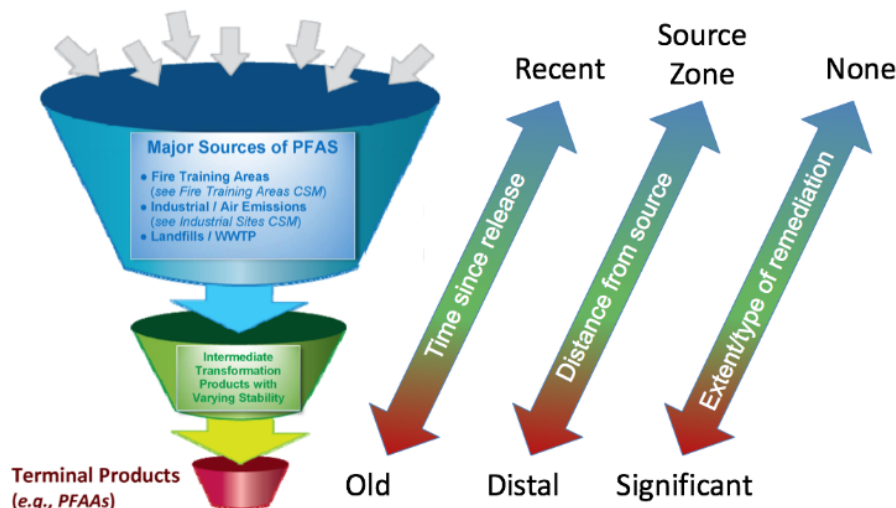 Major Sources of PFAS
● Fire Training Areas
(see Fire Training Areas CSM)
● Industrial / Air Emissions
(see Industrial Sites CSM)
● Landfills / WWTP
Intermediate
Transformation
Products with
Varying Stability
Terminal Products
(e.g., PFAAs)
Recent
Source
Zone
None
Time since release
Distance from source
Extent/type of remediation
Old
Distal
Significant